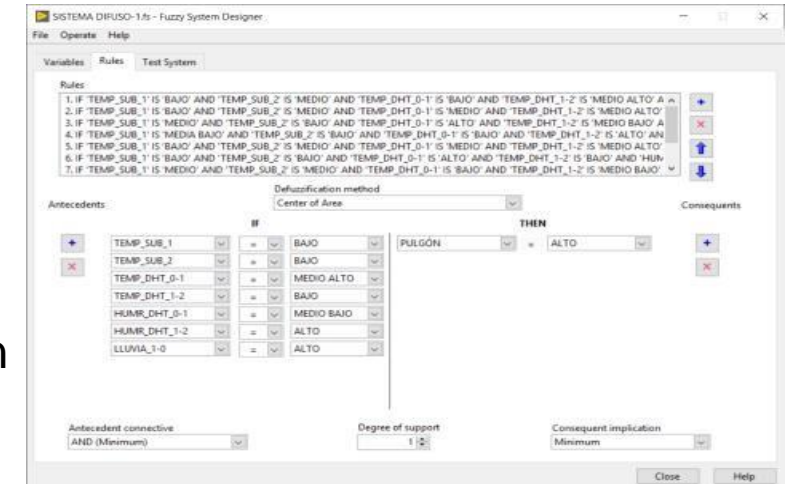 SISTEMA DIFUSO-1.fs - Fuzzy System Designer
File Operate Help
Variables Rules Test System
Rules
1. IF 'TEMP_SUB_1' IS 'BAJO' AND 'TEMP_SUB_2' IS 'MEDIO' AND 'TEMP_DHT_0-1' IS 'BAJO' AND 'TEMP_DHT_1-2' IS 'MEDIO ALTO' A
2. IF 'TEMP_SUB_1' IS 'BAJO' AND 'TEMP_SUB_2' IS 'MEDIO' AND 'TEMP_DHT_0-1' IS 'MEDIO' AND 'TEMP_DHT_1-2' IS 'MEDIO ALTO'
3. IF 'TEMP_SUB_1' IS 'MEDIO' AND 'TEMP_SUB_2' IS 'BAJO' AND 'TEMP_DHT_0-1' IS 'ALTO' AND 'TEMP_DHT_1-2' IS 'MEDIO BAJO' A
4. IF 'TEMP_SUB_1' IS 'MEDIA BAJO' AND 'TEMP_SUB_2' IS 'BAJO' AND 'TEMP_DHT_0-1' IS 'BAJO' AND 'TEMP_DHT_1-2' IS 'ALTO' AN
5. IF 'TEMP_SUB_1' IS 'BAJO' AND 'TEMP_SUB_2' IS 'MEDIO' AND 'TEMP_DHT_0-1' IS 'MEDIO' AND 'TEMP_DHT_1-2' IS 'MEDIO ALTO'
6. IF 'TEMP_SUB_1' IS 'BAJO' AND 'TEMP_SUB_2' IS 'BAJO' AND 'TEMP_DHT_0-1' IS 'ALTO' AND 'TEMP_DHT_1-2' IS 'BAJO' AND 'HUM
7. IF 'TEMP_SUB_1' IS 'MEDIO' AND 'TEMP_SUB_2' IS 'MEDIO' AND 'TEMP_DHT_0-1' IS 'BAJO' AND 'TEMP_DHT_1-2' IS 'MEDIO BAJO'
Defuzzification method
Antecedents Center of Area Consequents
IF THEN
TEMP_SUB_1 = BAJO PULGÓN = ALTO
TEMP_SUB_2 = BAJO
TEMP_DHT_0-1 = MEDIO ALTO
TEMP_DHT_1-2 = BAJO
HUMR_DHT_0-1 = MEDIO BAJO
HUMR_DHT_1-2 = ALTO
LLUVIA_1-0 = ALTO
n
Antecedent connective Degree of support Consequent implication
AND (Minimum) 1 Minimum
Close Help